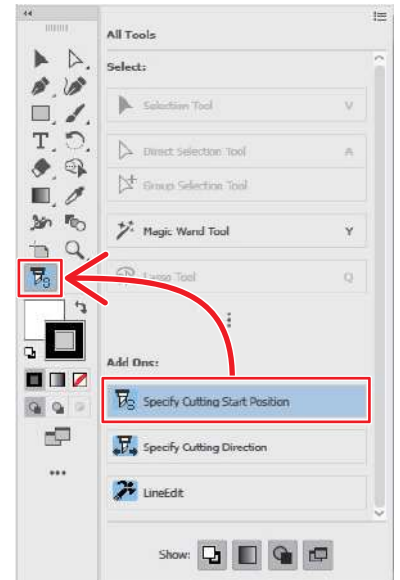 All Tools
Select:
Selection Tool V
Direct Selection Tool A
Group Selection Tool
Magic Wand Tool Y
Lasso Tool Q
Add Ons:
Specify Cutting Start Position
Specify Cutting Direction
LineEdit
Show: